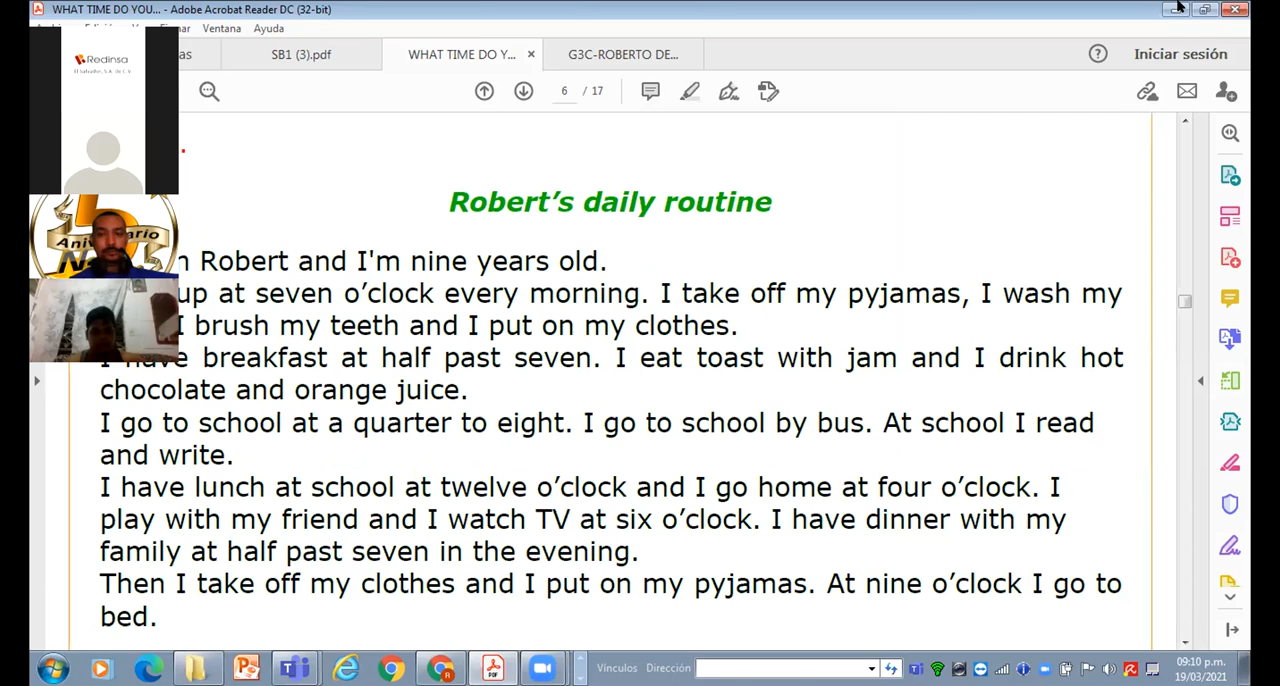 WHAT TIME DO YOU... - Adobe Acrobat Reader DC (32-bit)
Ventana Ayuda
SB1 (3).pdf WHAT TIME DO Y... × G3C-ROBERTO DE... Iniciar sesión
6 / 17
Redinsa
El Salvador, S.A. de C.V.
Robert's daily routine
Aniversario
Robert and I'm nine years old.
up at seven o'clock every morning. I take off my pyjamas, I wash my
I brush my teeth and I put on my clothes.
I have breakfast at half past seven. I eat toast with jam and I drink hot
chocolate and orange juice.
I go to school at a quarter to eight. I go to school by bus. At school I read
and write.
I have lunch at school at twelve o'clock and I go home at four o'clock. I
play with my friend and I watch TV at six o'clock. I have dinner with my
family at half past seven in the evening.
Then I take off my clothes and I put on my pyjamas. At nine o'clock I go to
bed.
Vínculos Dirección
09:10 p.m.
19/03/2021